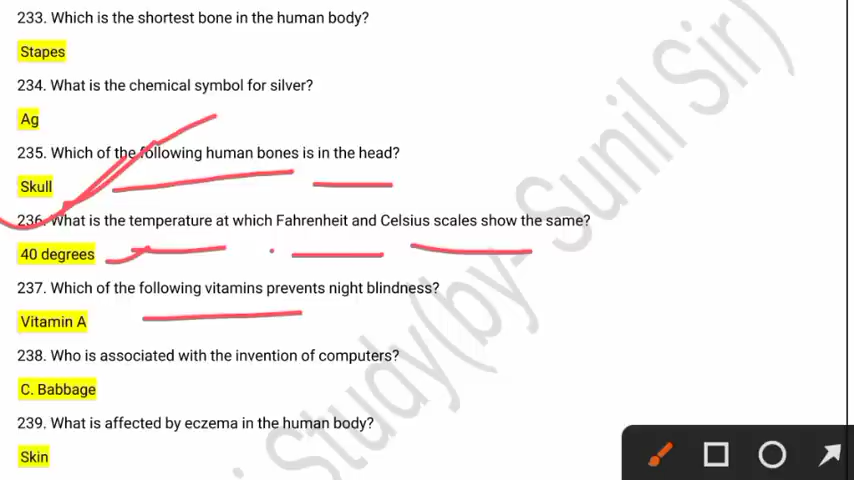 233. Which is the shortest bone in the human body?
Stapes
234. What is the chemical symbol for silver?
Ag
235. Which of the following human bones is in the head?
Skull
236. What is the temperature at which Fahrenheit and Celsius scales show the same?
40 degrees
237. Which of the following vitamins prevents night blindness?
Vitamin A
238. Who is associated with the invention of computers?
C. Babbage
239. What is affected by eczema in the human body?
Skin
Study(by- Sunil Sir)